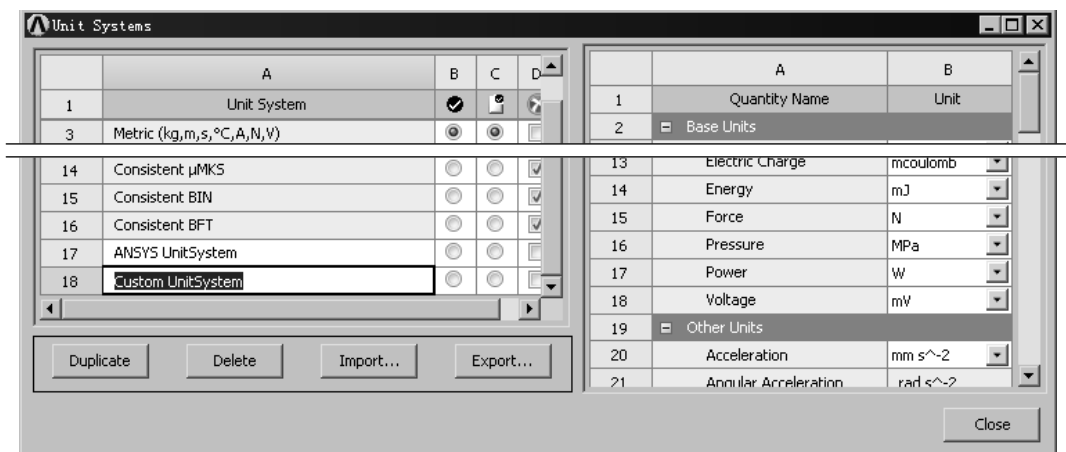 Unit Systems
A B C D
1 Unit System
3 Metric (kg,m,s,°C,A,N,V)
14 Consistent µMKS
15 Consistent BIN
16 Consistent BFT
17 ANSYS UnitSystem
18 Custom UnitSystem
Duplicate Delete Import... Export...
A B
1 Quantity Name Unit
2 Base Units
13 Electric Charge mcoulomb
14 Energy mJ
15 Force N
16 Pressure MPa
17 Power W
18 Voltage mV
19 Other Units
20 Acceleration mm s^-2
21 Angular Acceleration rad s^-2
Close